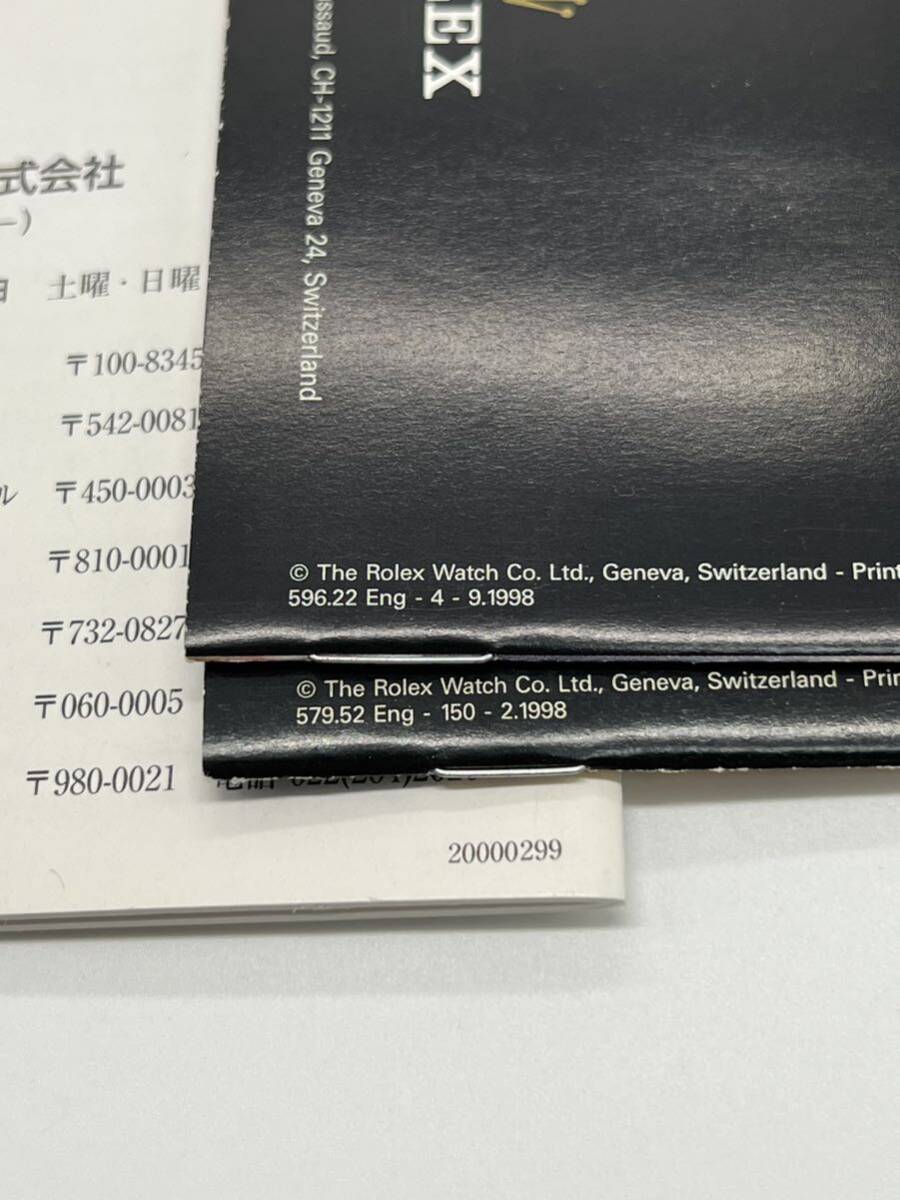 式会社
ー)
土曜・日曜
〒100-8345
〒542-0081
ル 〒450-0003
〒810-0001
〒732-0827
〒060-0005
〒980-0021
20000299
EX
CH-1211 Geneva 24, Switzerland
© The Rolex Watch Co. Ltd., Geneva, Switzerland - Print
596.22 Eng - 4 - 9.1998
© The Rolex Watch Co. Ltd., Geneva, Switzerland - Prin
579.52 Eng - 150 - 2.1998